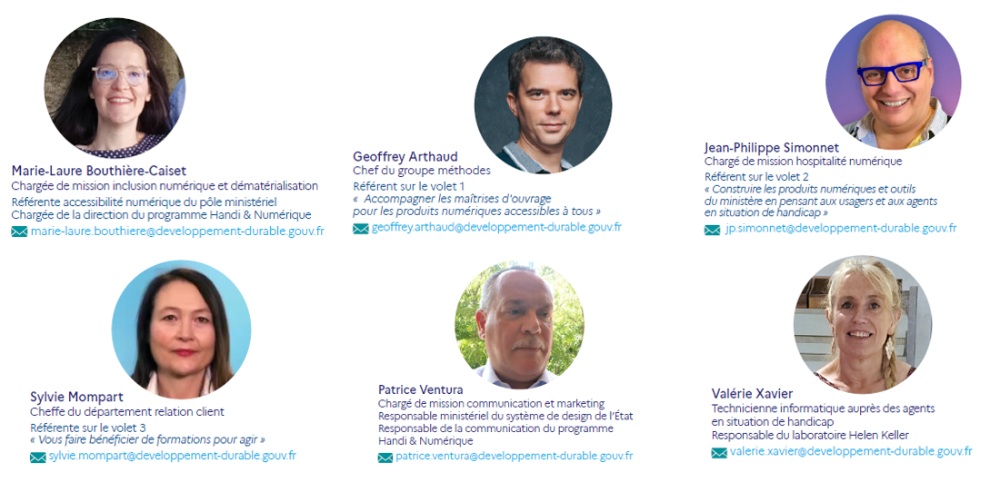 Marie-Laure Bouthière-Caiset
Chargée de mission inclusion numérique et dématérialisation
Référente accessibilité numérique du pôle ministériel
Chargée de la direction du programme Handi & Numérique
marie-laure.bouthiere@developpement-durable.gouv.fr
Geoffrey Arthaud
Chef du groupe méthodes
Référent sur le volet 1
« Accompagner les maîtrises d'ouvrage
pour les produits numériques accessibles à tous »
geoffrey.arthaud@developpement-durable.gouv.fr
Jean-Philippe Simonnet
Chargé de mission hospitalité numérique
Référent sur le volet 2
« Construire les produits numériques et outils
du ministère en pensant aux usagers et aux agents
en situation de handicap »
jp.simonnet@developpement-durable.gouv.fr
Sylvie Mompart
Cheffe du département relation client
Référente sur le volet 3
« Vous faire bénéficier de formations pour agir »
sylvie.mompart@developpement-durable.gouv.fr
Patrice Ventura
Chargé de mission communication et marketing
Responsable ministériel du système de design de l'État
Responsable de la communication du programme
Handi & Numérique
patrice.ventura@developpement-durable.gouv.fr
Valérie Xavier
Technicienne informatique auprès des agents
en situation de handicap
Responsable du laboratoire Helen Keller
valerie.xavier@developpement-durable.gouv.fr